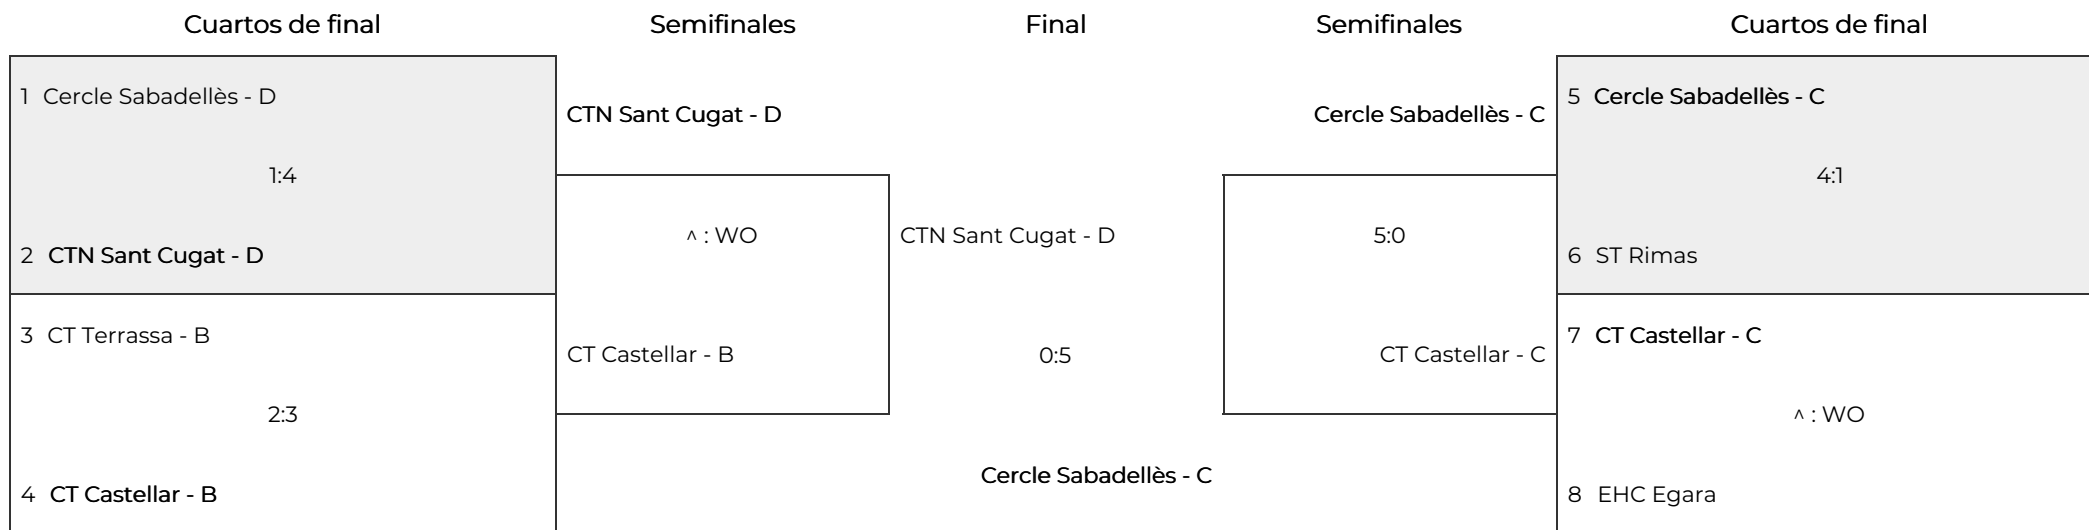 Cuartos de final
Semifinales
Final
Semifinales
Cuartos de final
1 Cercle Sabadellès - D
1:4
2 CTN Sant Cugat - D
3 CT Terrassa - B
2:3
4 CT Castellar - B
CTN Sant Cugat - D
^ : WO
CT Castellar - B
CTN Sant Cugat - D
0:5
Cercle Sabadellès - C
Cercle Sabadellès - C
5:0
CT Castellar - C
5 Cercle Sabadellès - C
4:1
6 ST Rimas
7 CT Castellar - C
^ : WO
8 EHC Egara